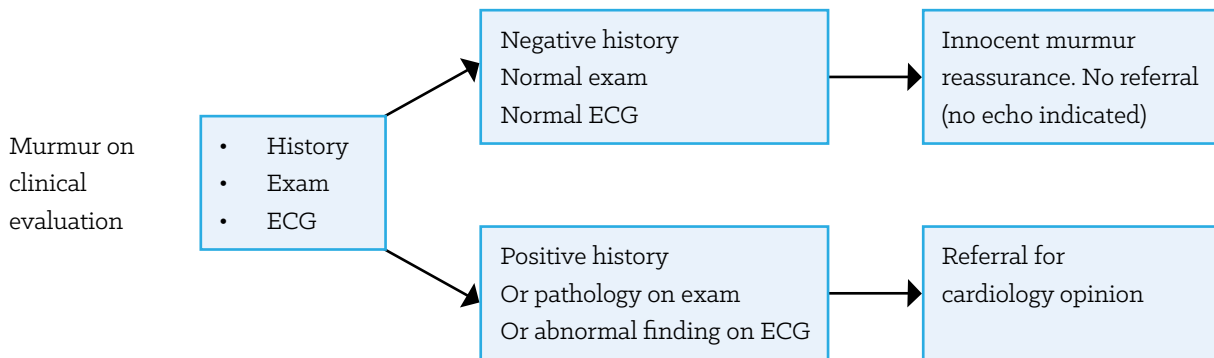 Murmur on
clinical
evaluation
• History
• Exam
• ECG
Negative history
Normal exam
Normal ECG
Innocent murmur
reassurance. No referral
(no echo indicated)
Positive history
Or pathology on exam
Or abnormal finding on ECG
Referral for
cardiology opinion